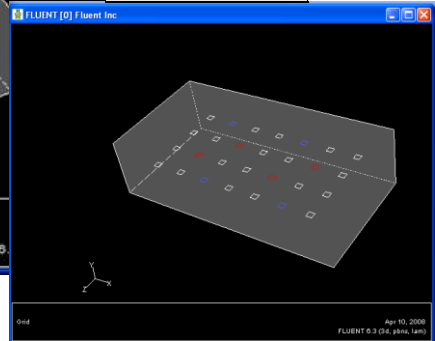 FLUENT [0] Fluent Inc
Y
Z X
Grid
Apr 10, 2008
FLUENT 6.3 (3d, pbns, lam)